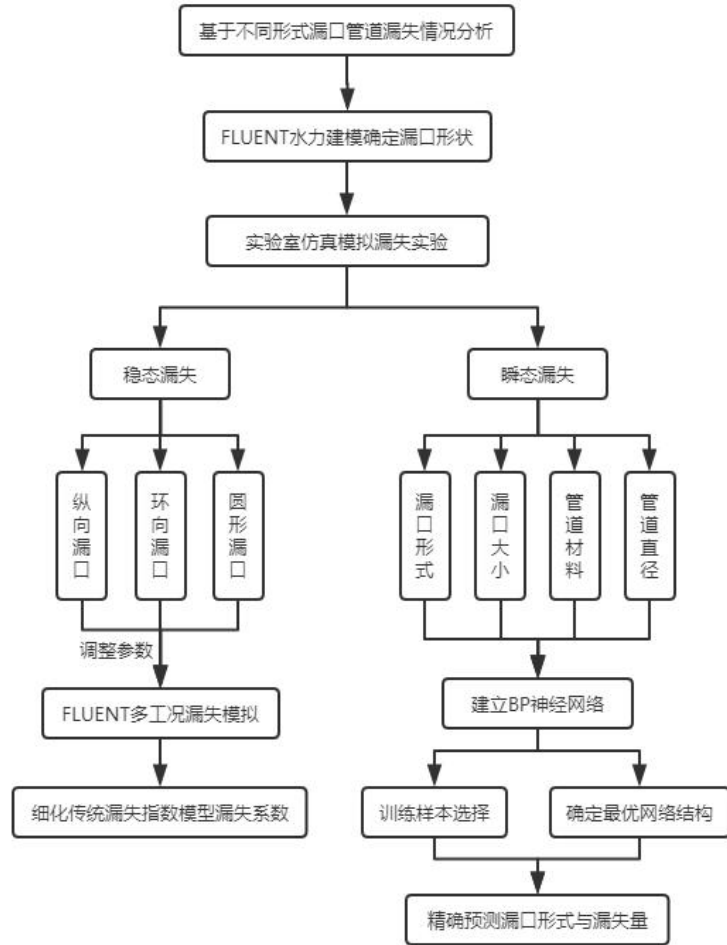 基于不同形式漏口管道漏失情况分析
FLUENT水力建模确定漏口形状
实验室仿真模拟漏失实验
稳态漏失
瞬态漏失
纵向漏口
环向漏口
圆形漏口
漏口形式
漏口大小
管道材料
管道直径
调整参数
FLUENT多工况漏失模拟
建立BP神经网络
细化传统漏失指数模型漏失系数
训练样本选择
确定最优网络结构
精确预测漏口形式与漏失量